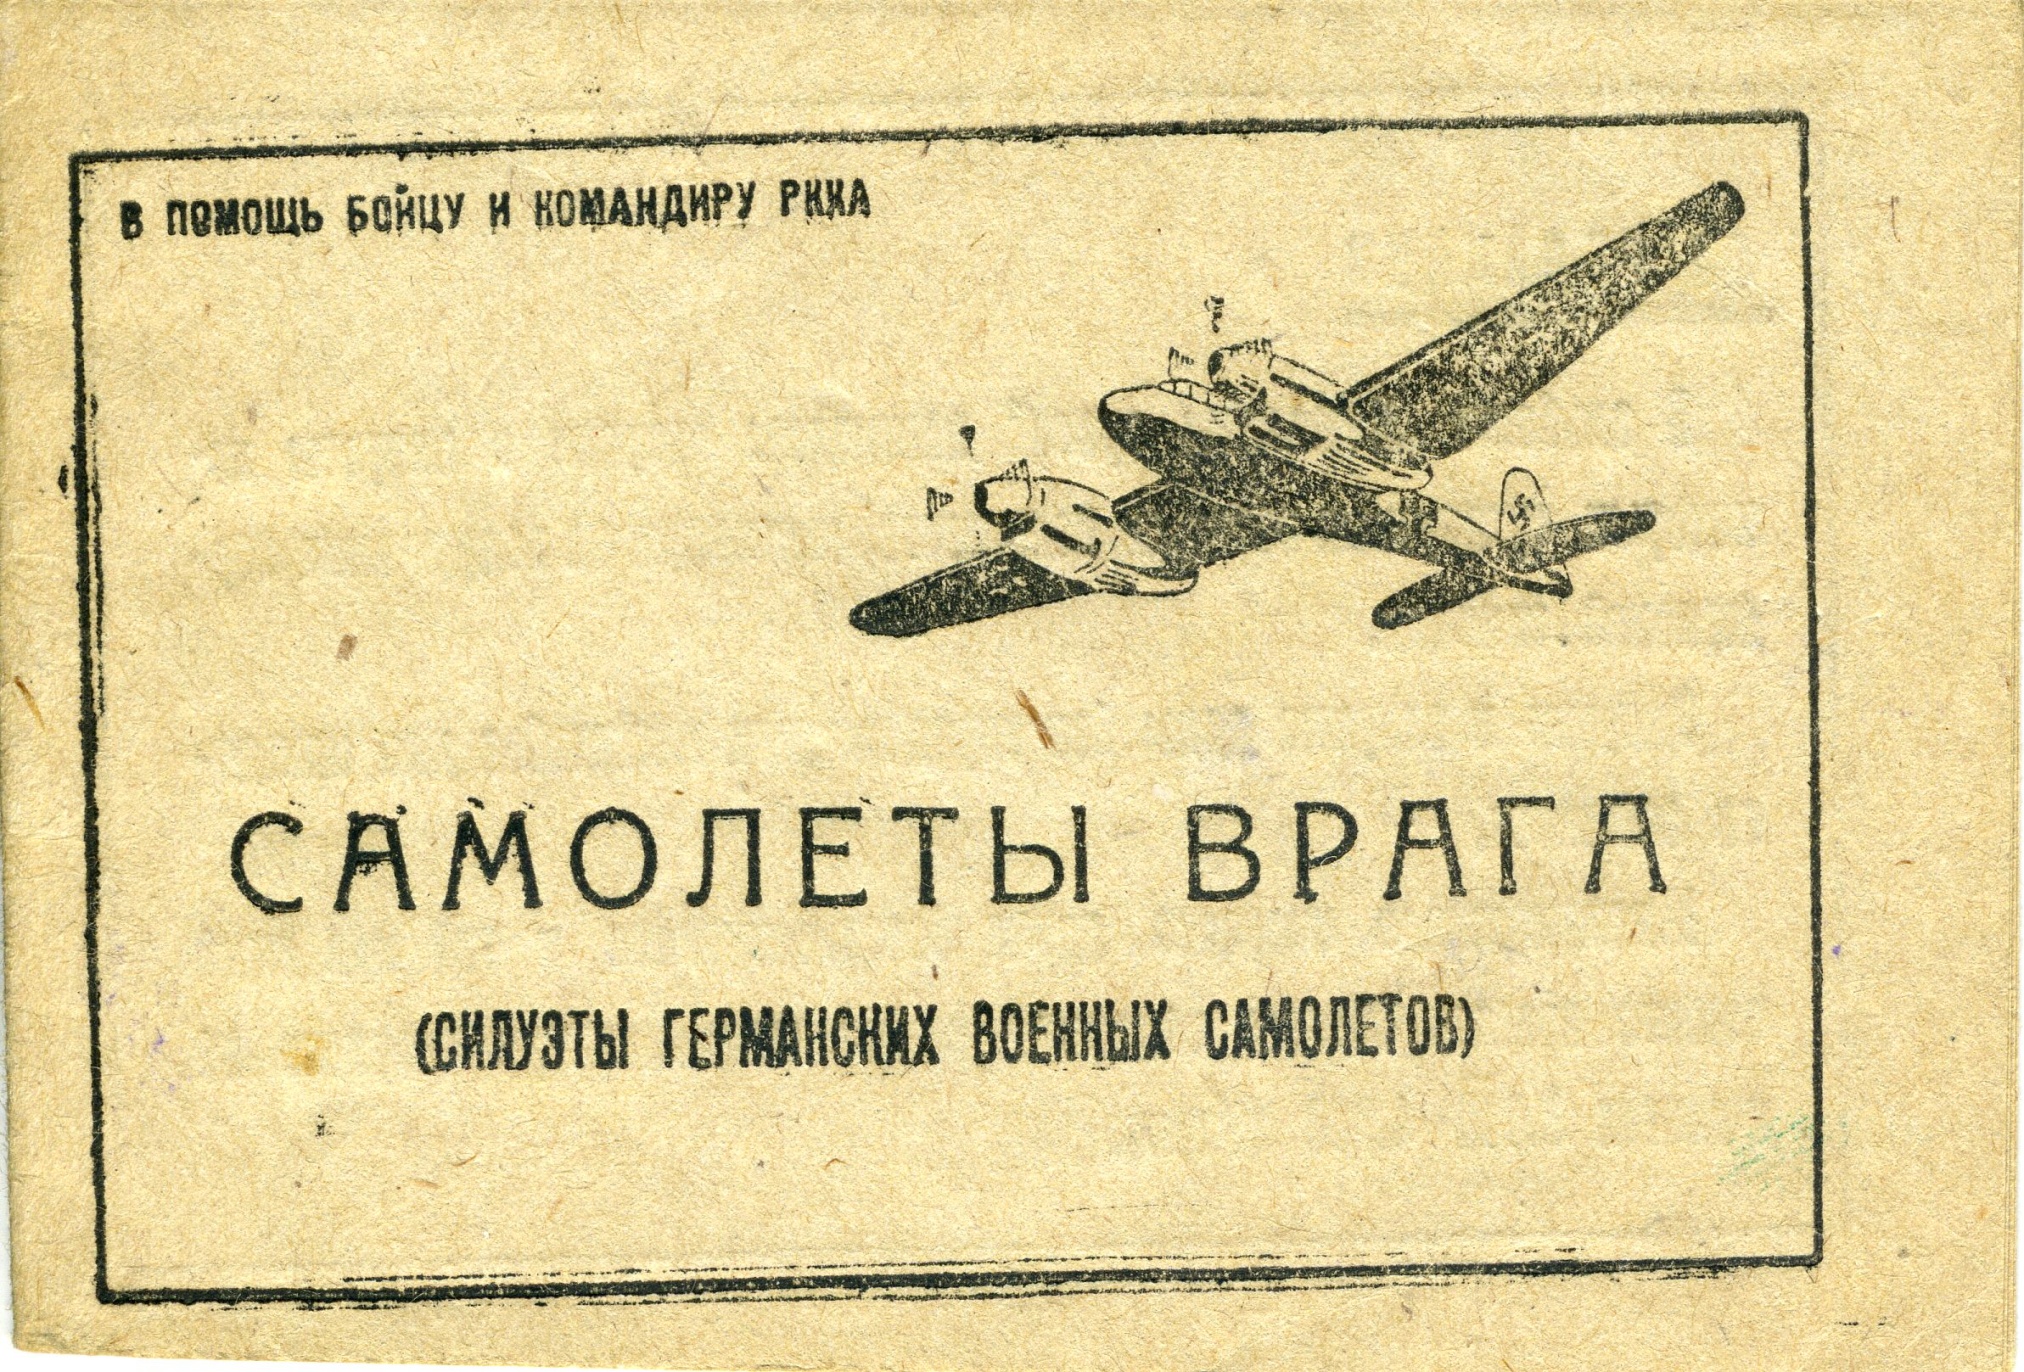 В ПОМОЩЬ БОЙЦУ И КОМАНДИРУ РККА
САМОЛЕТЫ ВРАГА
(СИЛУЭТЫ ГЕРМАНСКИХ ВОЕННЫХ САМОЛЕТОВ)